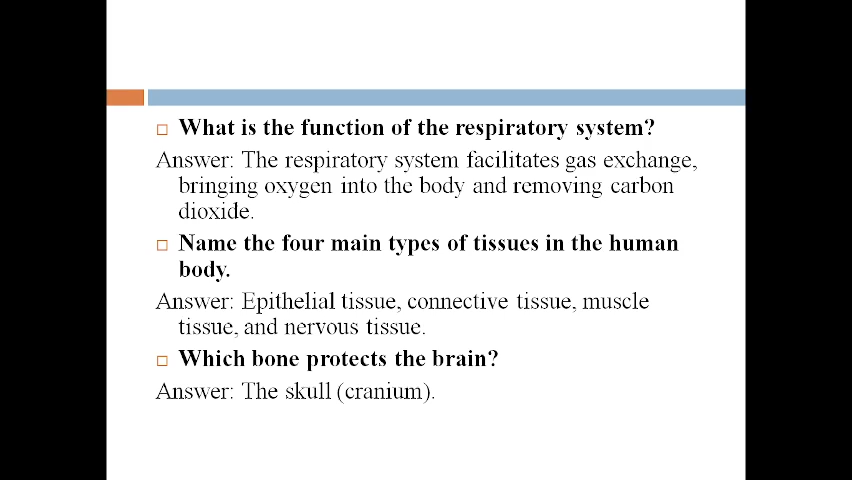 What is the function of the respiratory system?
Answer: The respiratory system facilitates gas exchange,
bringing oxygen into the body and removing carbon
dioxide.
Name the four main types of tissues in the human
body.
Answer: Epithelial tissue, connective tissue, muscle
tissue, and nervous tissue.
Which bone protects the brain?
Answer: The skull (cranium).